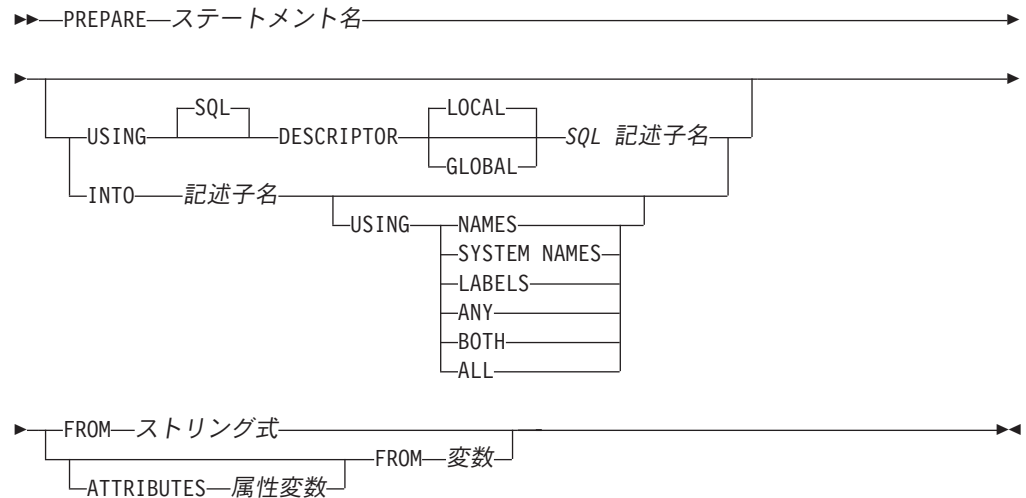 PREPARE ステートメント名
SQL LOCAL
USING DESCRIPTOR SQL 記述子名
GLOBAL
INTO 記述子名
USING NAMES
SYSTEM NAMES
LABELS
ANY
BOTH
ALL
FROM ストリング式
FROM 変数
ATTRIBUTES 属性変数